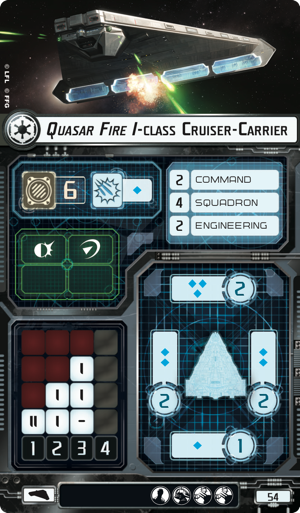 © LFL © FFG
Quasar Fire I-class Cruiser-Carrier
6
2 COMMAND
4 SQUADRON
2 ENGINEERING
2
2 2
1
I
I I
II I -
1 2 3 4
54